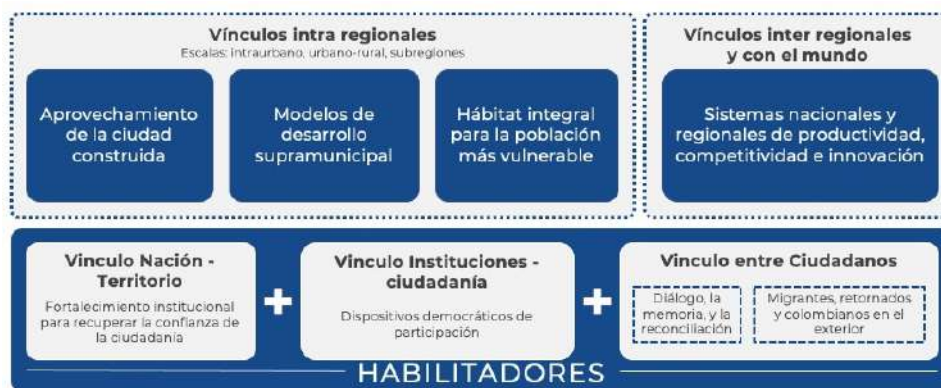 Vínculos intra regionales
Escalas: intraurbano, urbano-rural, subregiones
Aprovechamiento
de la ciudad
construida
Modelos de
desarrollo
supramunicipal
Hábitat integral
para la población
más vulnerable
Vínculos inter regionales
y con el mundo
Sistemas nacionales y
regionales de productividad,
competitividad e innovación
Vinculo Nación -
Territorio
Fortalecimiento institucional
para recuperar la confianza de
la ciudadanía
+
Vinculo Instituciones -
ciudadanía
Dispositivos democráticos de
participación
+
Vinculo entre Ciudadanos
Diálogo, la
memoria, y la
reconciliación
Migrantes, retornados
y colombianos en el
exterior
HABILITADORES